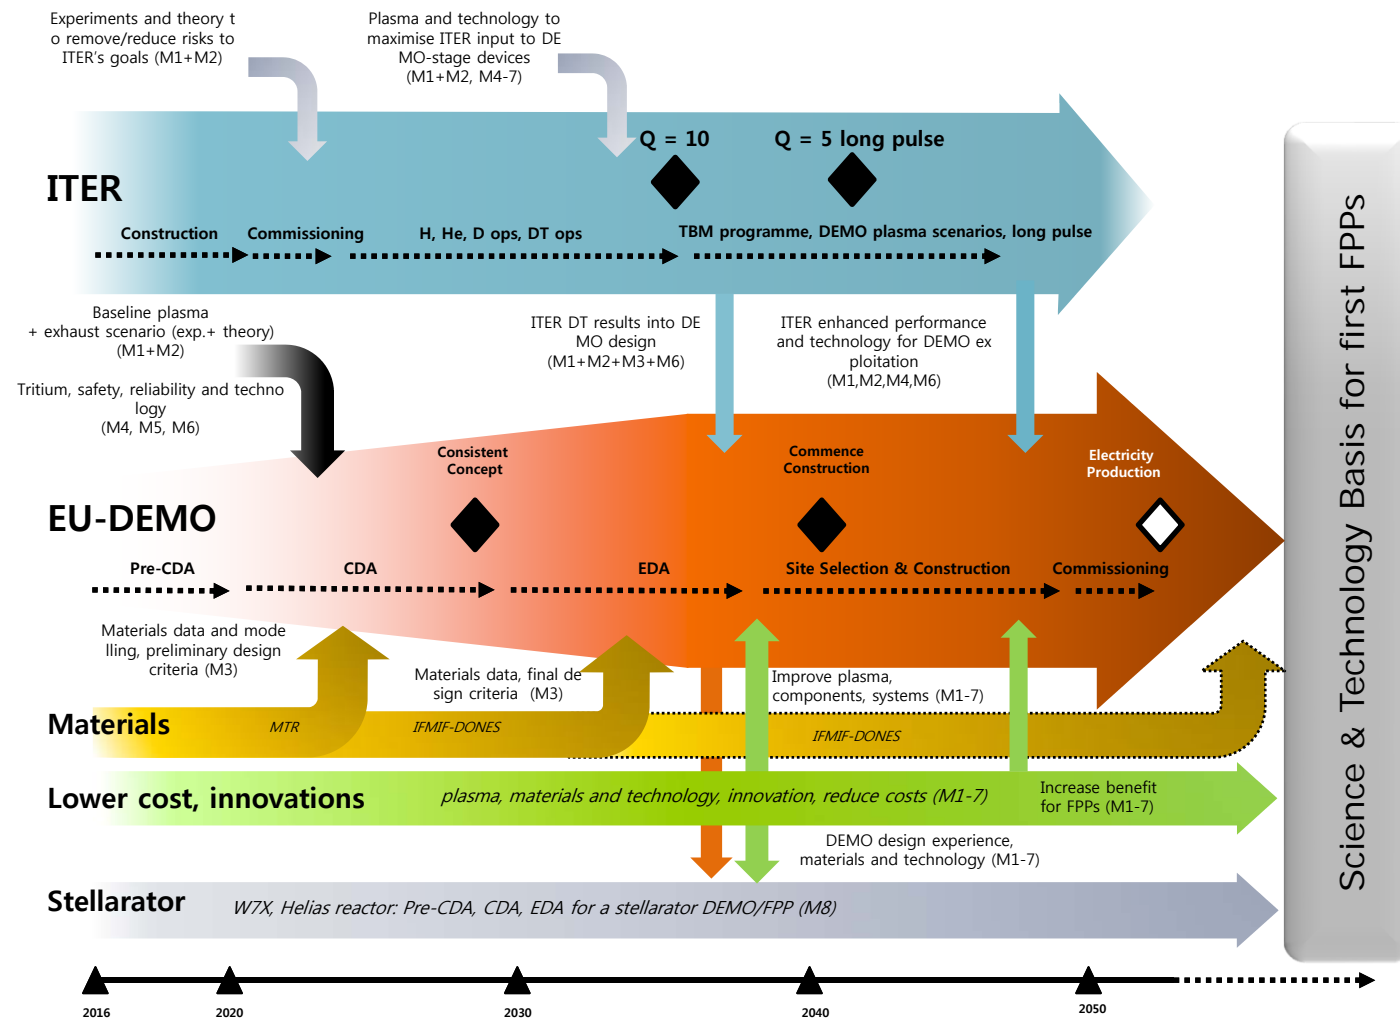 Experiments and theory t
o remove/reduce risks to
ITER's goals (M1+M2)
Plasma and technology to
maximise ITER input to DE
MO-stage devices
(M1+M2, M4-7)
Q = 10
Q = 5 long pulse
ITER
Construction
Commissioning
H, He, D ops, DT ops
TBM programme, DEMO plasma scenarios, long pulse
Baseline plasma
+ exhaust scenario (exp.+ theory)
(M1+M2)
Tritium, safety, reliability and techno
logy
(M4, M5, M6)
ITER DT results into DE
MO design
(M1+M2+M3+M6)
ITER enhanced performance
and technology for DEMO ex
ploitation
(M1,M2,M4,M6)
Consistent
Concept
Commence
Construction
Electricity
Production
EU-DEMO
Pre-CDA
CDA
EDA
Site Selection & Construction
Commissioning
Materials data and mode
lling, preliminary design
criteria (M3)
Materials data, final de
sign criteria (M3)
Improve plasma,
components, systems (M1-7)
Materials
MTR
IFMIF-DONES
IFMIF-DONES
Lower cost, innovations
plasma, materials and technology, innovation, reduce costs (M1-7)
Increase benefit
for FPPs (M1-7)
DEMO design experience,
materials and technology (M1-7)
Stellarator
W7X, Helias reactor: Pre-CDA, CDA, EDA for a stellarator DEMO/FPP (M8)
2016
2020
2030
2040
2050
Science & Technology Basis for first FPPs